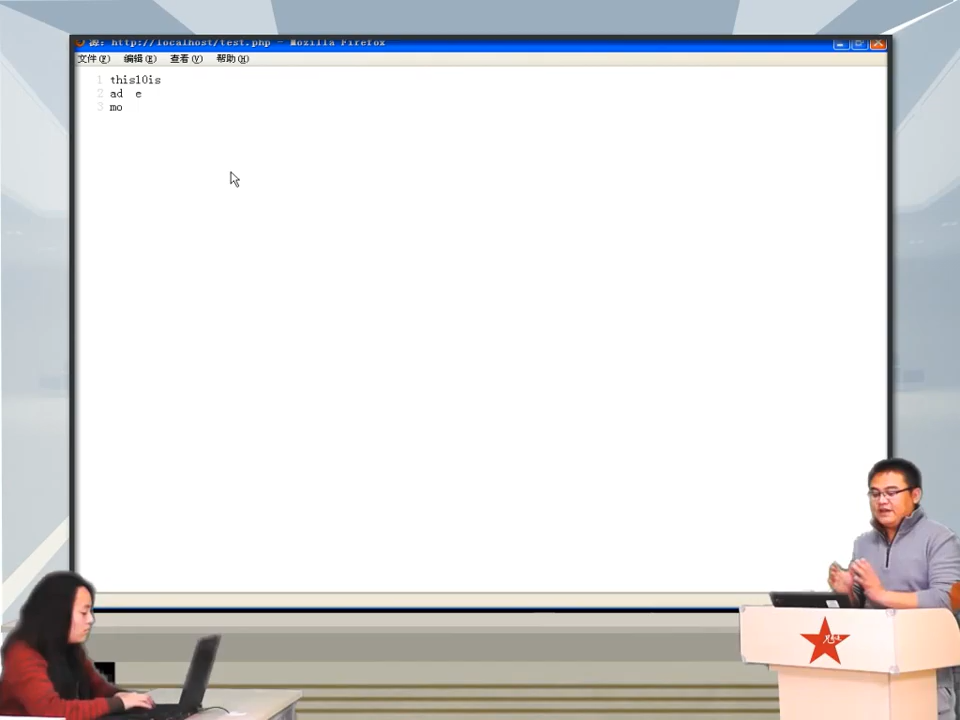 源: http://localhost/test.php - Mozilla Firefox
文件(F) 编辑(E) 查看(V) 帮助(H)
1 this10is
2 ad  e
3 mo